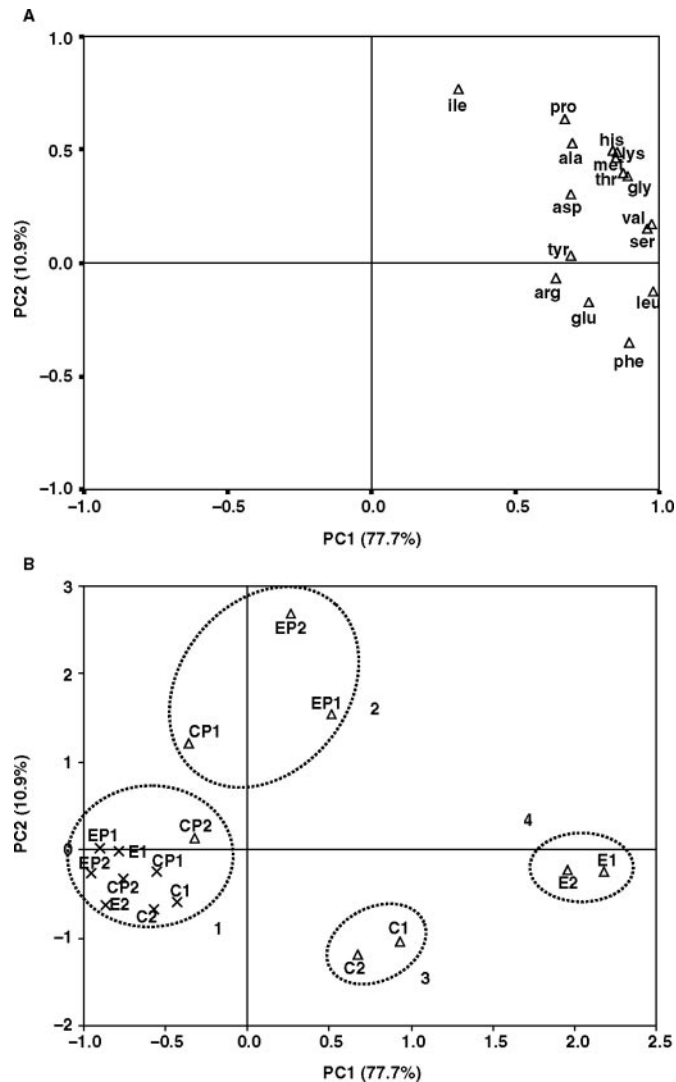 A
1.0
0.5
0.0
−0.5
−1.0
PC2 (10.9%)
ile
pro
ala
his
lys
met
thr
gly
asp
val
ser
tyr
arg
glu
leu
phe
−1.0 −0.5 0.0 0.5 1.0
PC1 (77.7%)
B
3
2
1
0
−1
−2
PC2 (10.9%)
EP2
EP1
CP1
2
CP2
EP1
E1
EP2
CP1
CP2
C1
E2
C2
1
4
E1
E2
C1
C2
3
−1.0 −0.5 0.0 0.5 1.0 1.5 2.0 2.5
PC1 (77.7%)